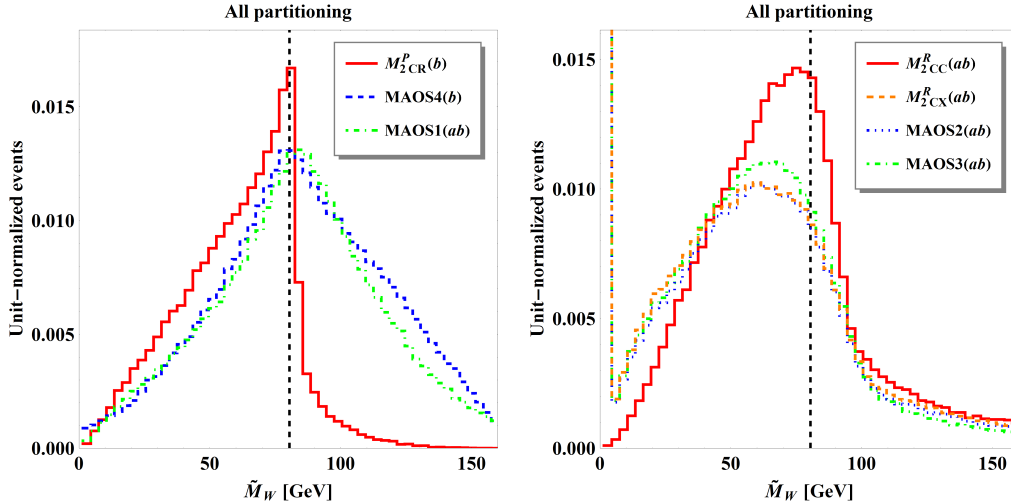 All partitioning
Unit-normalized events
0.015
0.010
0.005
0.000
0
50
100
150
M̃_W [GeV]
M^P_2CR(b)
MAOS4(b)
MAOS1(ab)
All partitioning
Unit-normalized events
0.015
0.010
0.005
0.000
0
50
100
150
M̃_W [GeV]
M^R_2CC(ab)
M^R_2CX(ab)
MAOS2(ab)
MAOS3(ab)